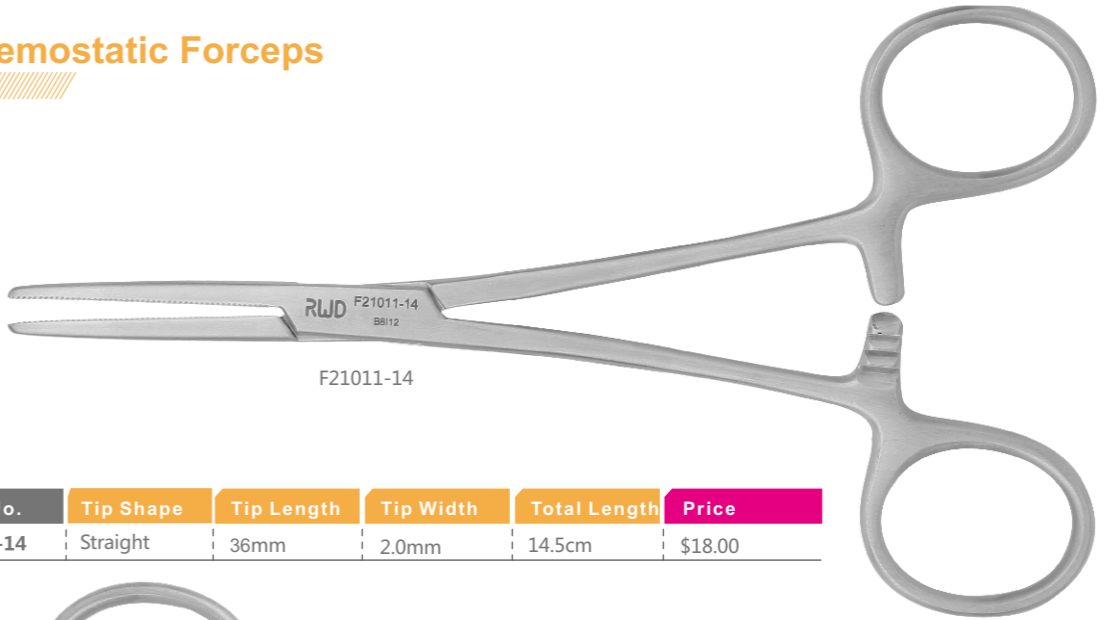 emostatic Forceps
RWD F21011-14
B8I12
F21011-14
o. Tip Shape Tip Length Tip Width Total Length Price
-14 Straight 36mm 2.0mm 14.5cm $18.00